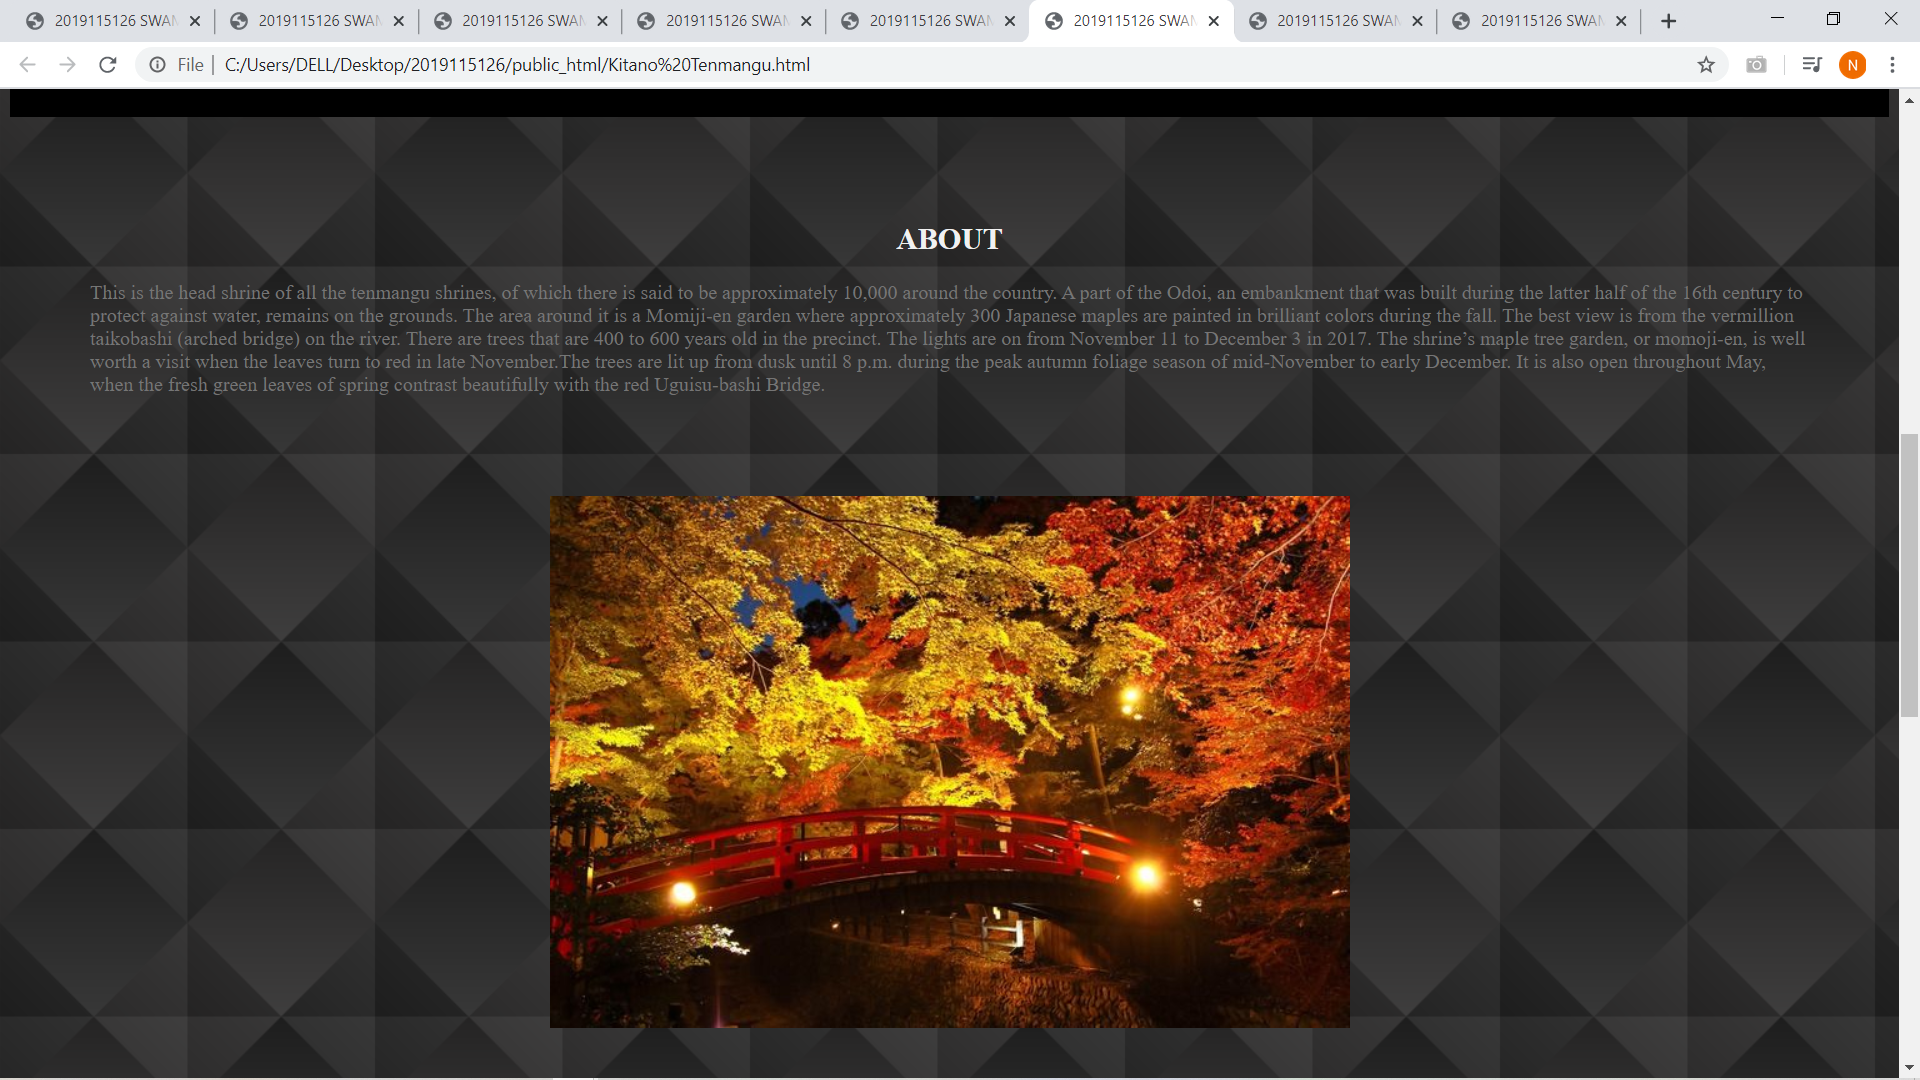 2019115126 SWAN
2019115126 SWAN
2019115126 SWAN
2019115126 SWAN
2019115126 SWAN
2019115126 SWAN
2019115126 SWAN
2019115126 SWAN
File | C:/Users/DELL/Desktop/2019115126/public_html/Kitano%20Tenmangu.html
N
ABOUT
This is the head shrine of all the tenmangu shrines, of which there is said to be approximately 10,000 around the country. A part of the Odoi, an embankment that was built during the latter half of the 16th century to
protect against water, remains on the grounds. The area around it is a Momiji-en garden where approximately 300 Japanese maples are painted in brilliant colors during the fall. The best view is from the vermillion
taikobashi (arched bridge) on the river. There are trees that are 400 to 600 years old in the precinct. The lights are on from November 11 to December 3 in 2017. The shrine’s maple tree garden, or momoji-en, is well
worth a visit when the leaves turn to red in late November.The trees are lit up from dusk until 8 p.m. during the peak autumn foliage season of mid-November to early December. It is also open throughout May,
when the fresh green leaves of spring contrast beautifully with the red Uguisu-bashi Bridge.